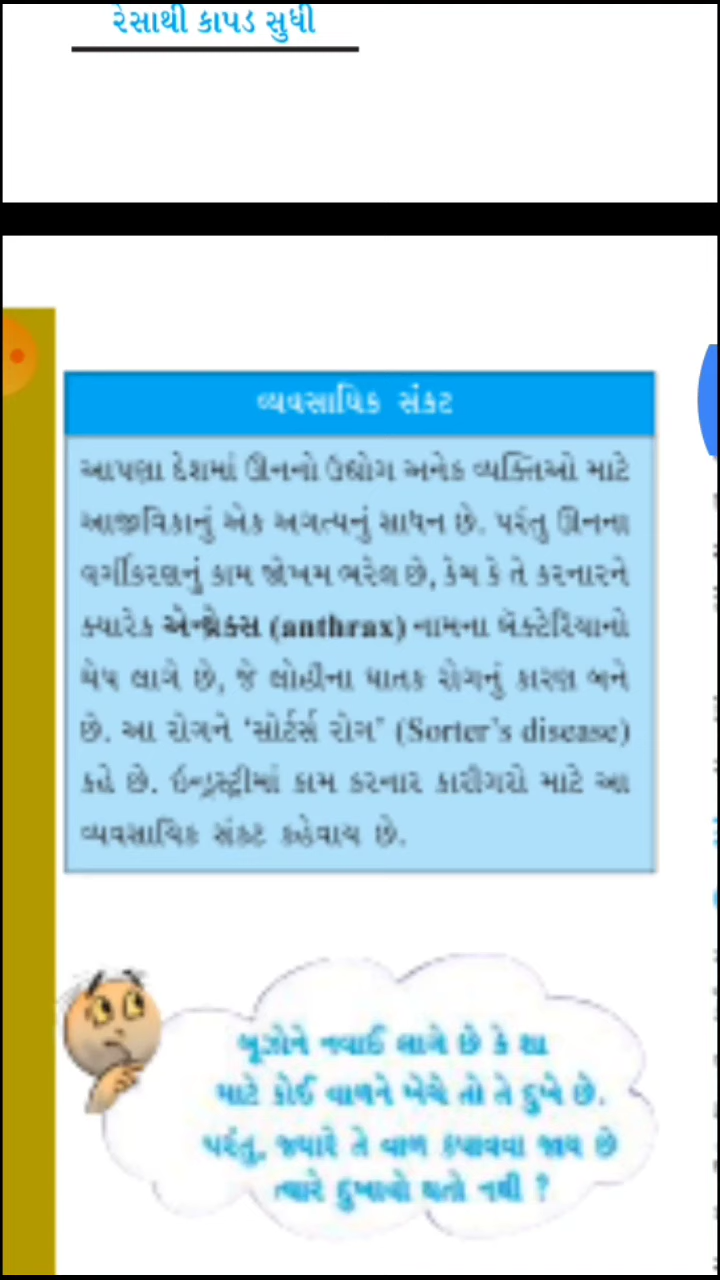 રેસાથી કાપડ સુધી
વ્યવસાયિક સંકટ
આપણા દેશમાં ઊનનો ઉદ્યોગ અનેક વ્યક્તિઓ માટે
આજીવિકાનું એક અગત્યનું સાધન છે. પરંતુ ઊનના
વર્ગીકરણનું કામ જોખમ ભરેલ છે, કેમ કે તે કરનારને
ક્યારેક એન્થ્રેક્સ (anthrax) નામના બૅક્ટેરિયાનો
ચેપ લાગે છે, જે લોહીના ઘાતક રોગનું કારણ બને
છે. આ રોગને ‘સોર્ટર્સ રોગ’ (Sorter's disease)
કહે છે. ઇન્ડસ્ટ્રીમાં કામ કરનાર કારીગરો માટે આ
વ્યવસાયિક સંકટ કહેવાય છે.
બૂઝોને નવાઈ લાગે છે કે શા
માટે કોઈ વાળને ખેંચે તો તે દુખે છે.
પરંતુ, જ્યારે તે વાળ કપાવવા જાય છે
ત્યારે દુખાવો થતો નથી ?